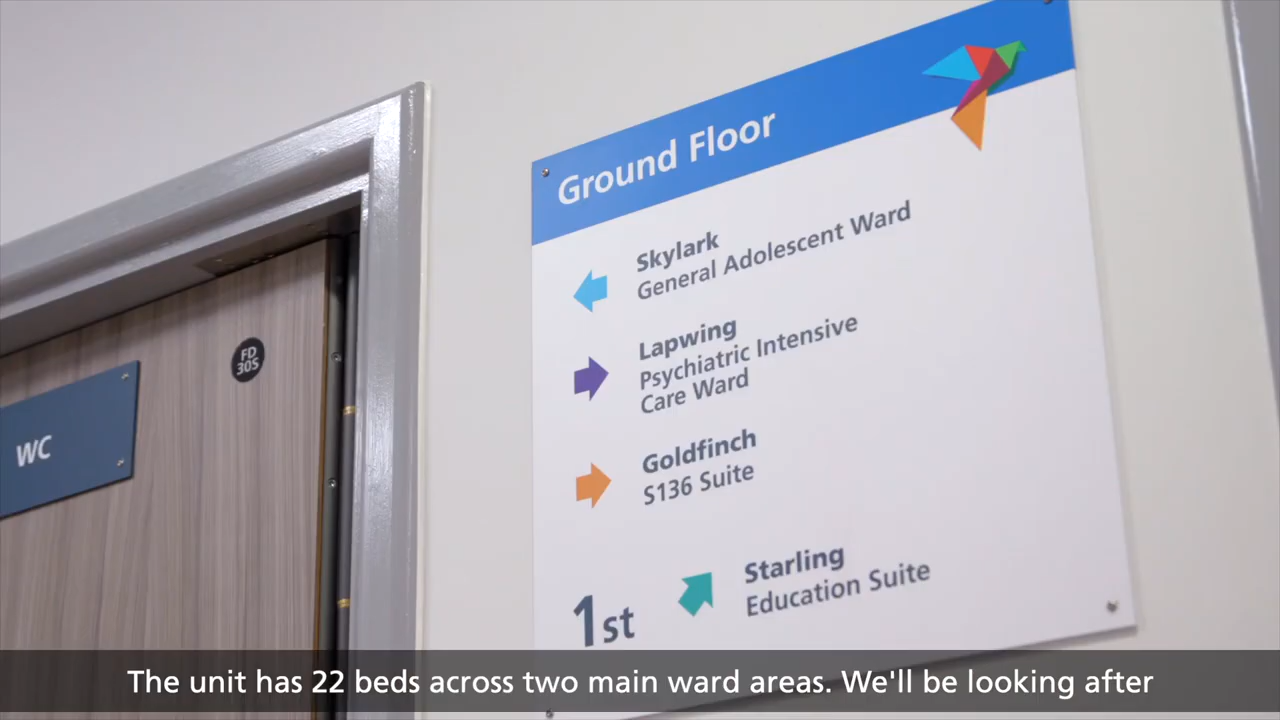 Ground Floor
Skylark
General Adolescent Ward
Lapwing
Psychiatric Intensive
Care Ward
Goldfinch
S136 Suite
1st
Starling
Education Suite
WC
FD
30S
The unit has 22 beds across two main ward areas. We'll be looking after